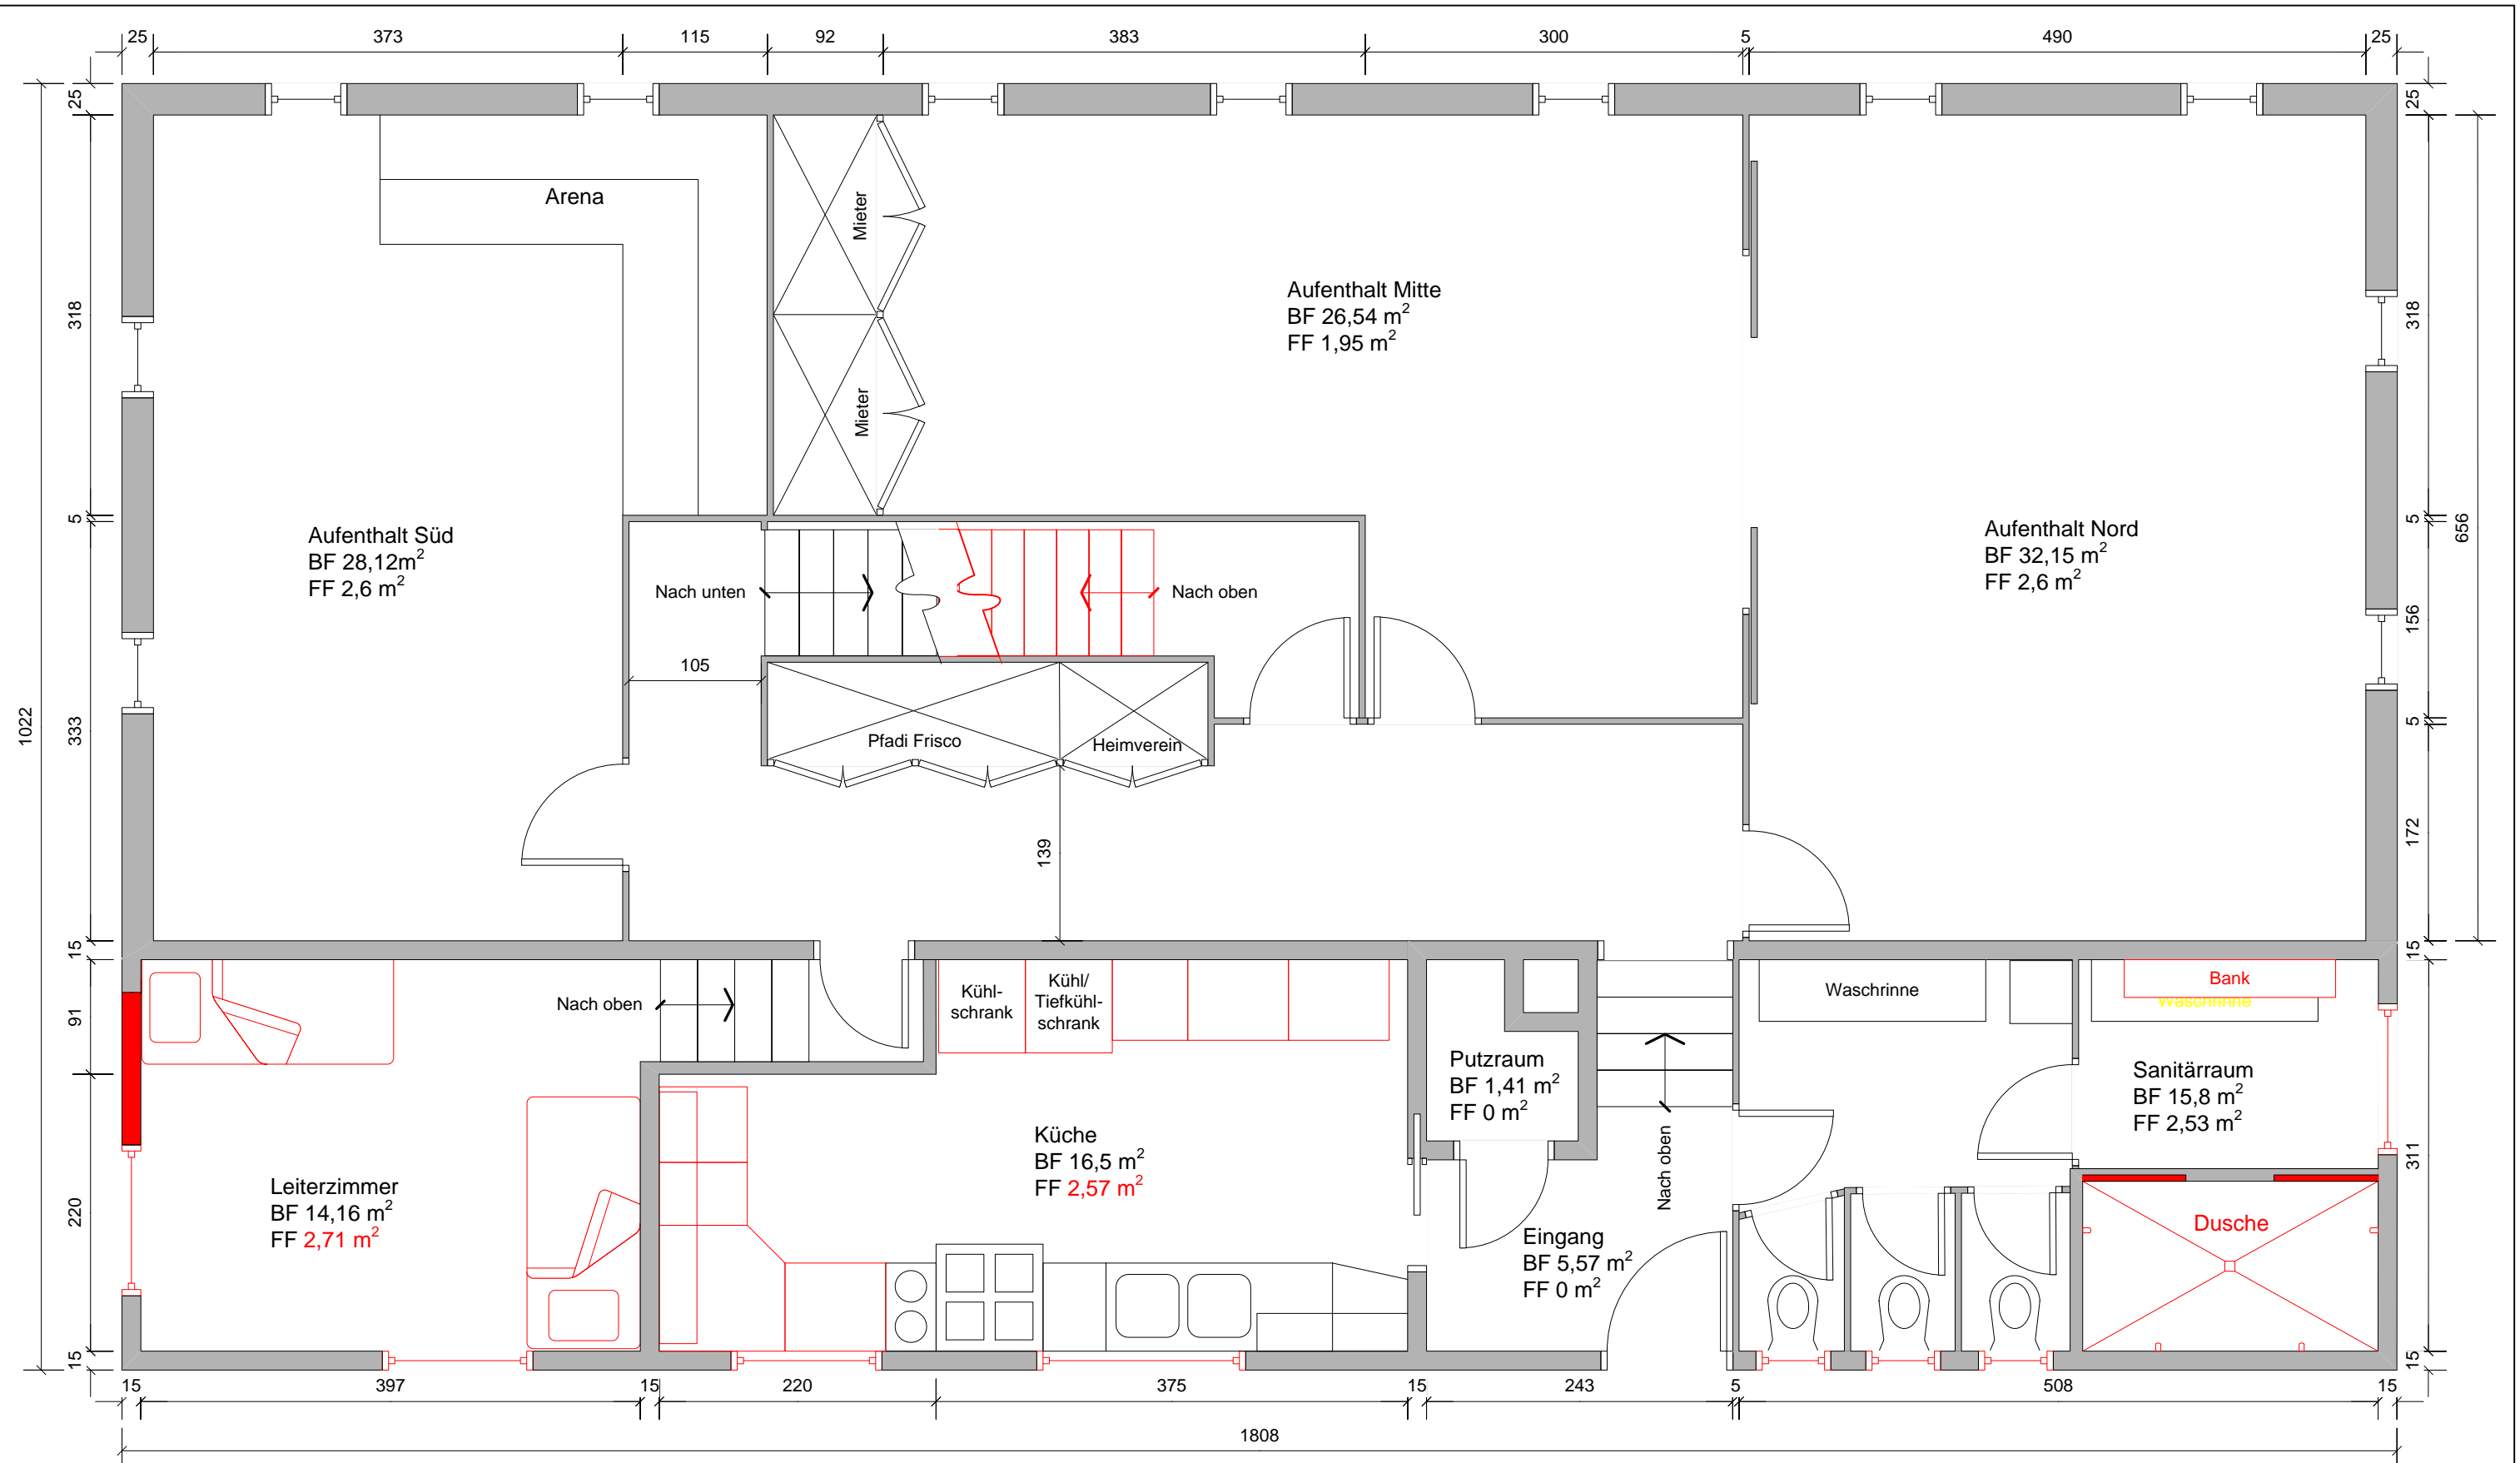 25 373 115 92 383 300 5 490 25
25
25
Arena
Mieter
Mieter
318
318
Aufenthalt Mitte
BF 26,54 m²
FF 1,95 m²
Aufenthalt Süd
BF 28,12m²
FF 2,6 m²
Aufenthalt Nord
BF 32,15 m²
FF 2,6 m²
5
5
656
156
Nach unten
Nach oben
105
1022
333
5
Pfadi Frisco
Heimverein
139
172
15
15
Nach oben
Kühl-
schrank
Kühl/
Tiefkühl-
schrank
Waschrinne
Bank
Waschrinne
91
Putzraum
BF 1,41 m²
FF 0 m²
Sanitärraum
BF 15,8 m²
FF 2,53 m²
Küche
BF 16,5 m²
FF 2,57 m²
Nach oben
311
Leiterzimmer
BF 14,16 m²
FF 2,71 m²
220
Eingang
BF 5,57 m²
FF 0 m²
Dusche
15
15
15 397 15 220 375 15 243 5 508 15
1808